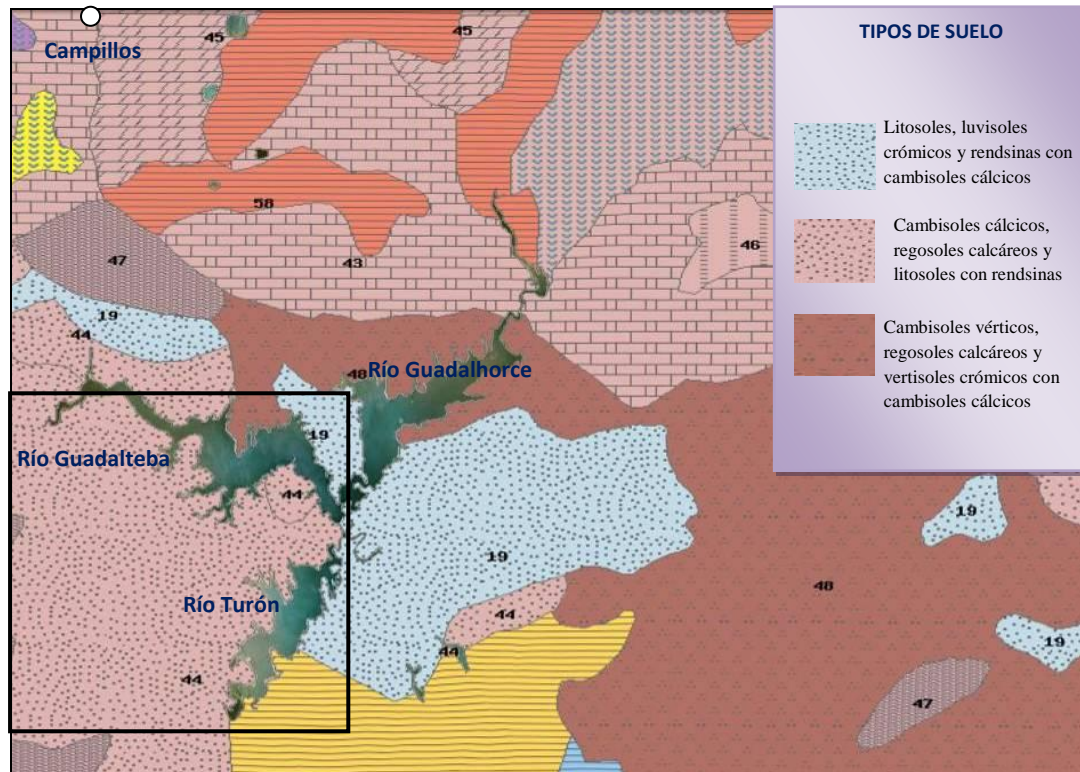 TIPOS DE SUELO
Litosoles, luvisoles
crómicos y rendsinas con
cambisoles cálcicos
Cambisoles cálcicos,
regosoles calcáreos y
litosoles con rendsinas
Cambisoles vérticos,
regosoles calcáreos y
vertisoles crómicos con
cambisoles cálcicos
45
45
Campillos
58
46
47
43
19
44
48
Río Guadalhorce
19
Río Guadalteba
44
19
19
48
Río Turón
44
19
44
44
47